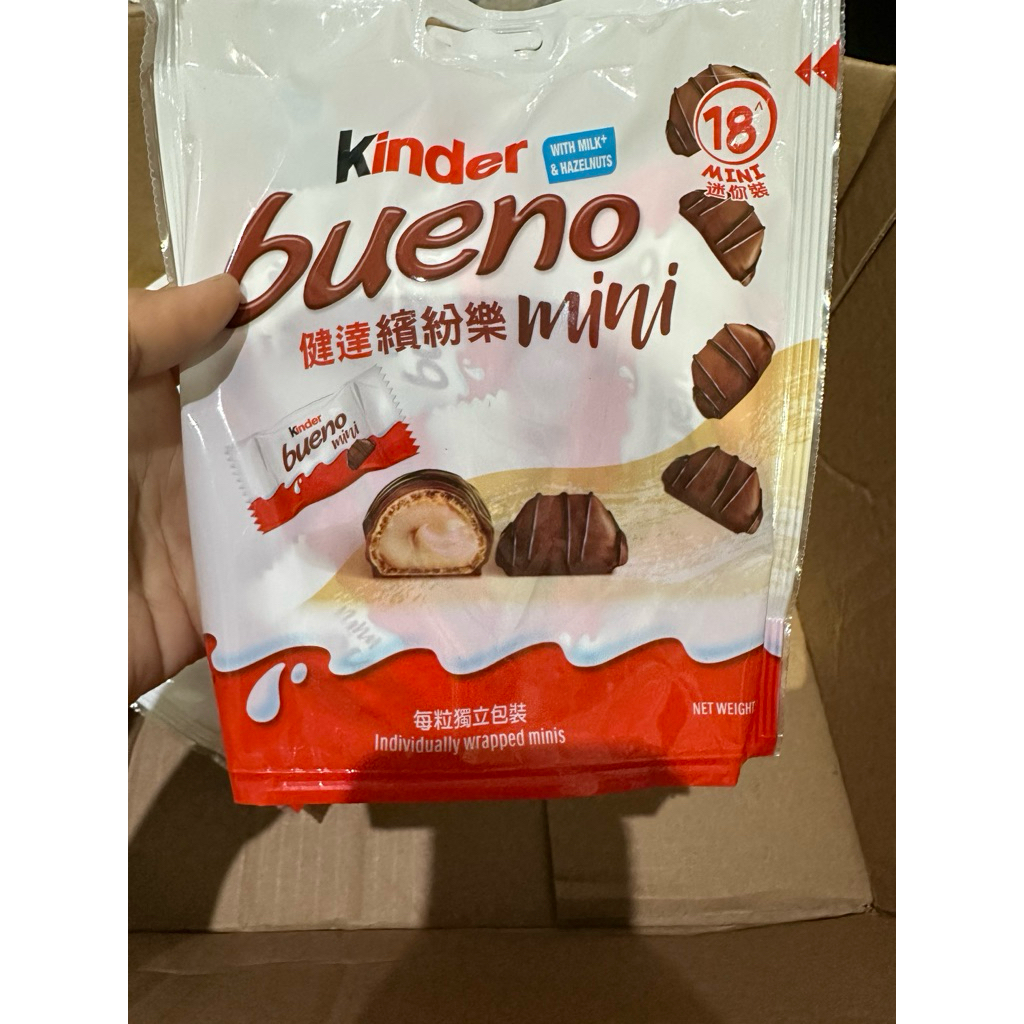 18^
MINI
迷你裝
Kinder
WITH MILK+
& HAZELNUTS
bueno
健達繽紛樂 mini
Kinder
bueno
mini
每粒獨立包裝
Individually wrapped minis
NET WEIGHT